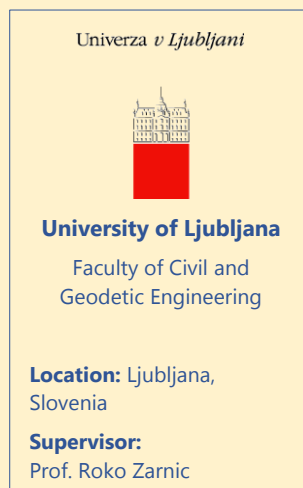 Univerza v Ljubljani
University of Ljubljana
Faculty of Civil and
Geodetic Engineering
Location: Ljubljana,
Slovenia
Supervisor:
Prof. Roko Zarnic